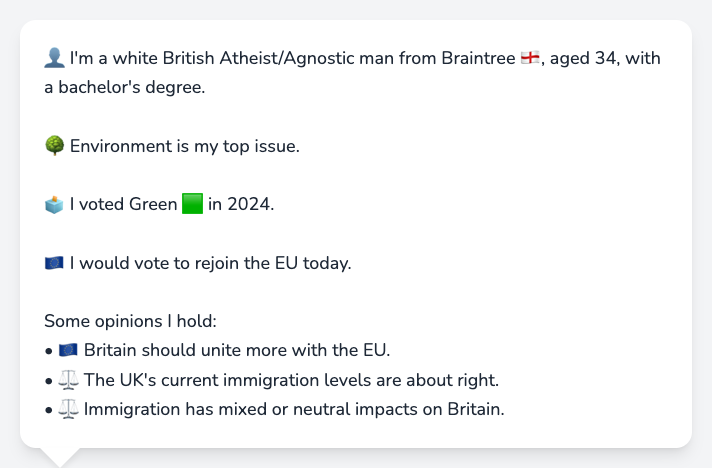 👤 I'm a white British Atheist/Agnostic man from Braintree 🏴󠁧󠁢󠁥󠁮󠁧󠁿, aged 34, with
a bachelor's degree.
🌳 Environment is my top issue.
🗳️ I voted Green 🟩 in 2024.
🇪🇺 I would vote to rejoin the EU today.
Some opinions I hold:
• 🇪🇺 Britain should unite more with the EU.
• ⚖️ The UK's current immigration levels are about right.
• ⚖️ Immigration has mixed or neutral impacts on Britain.